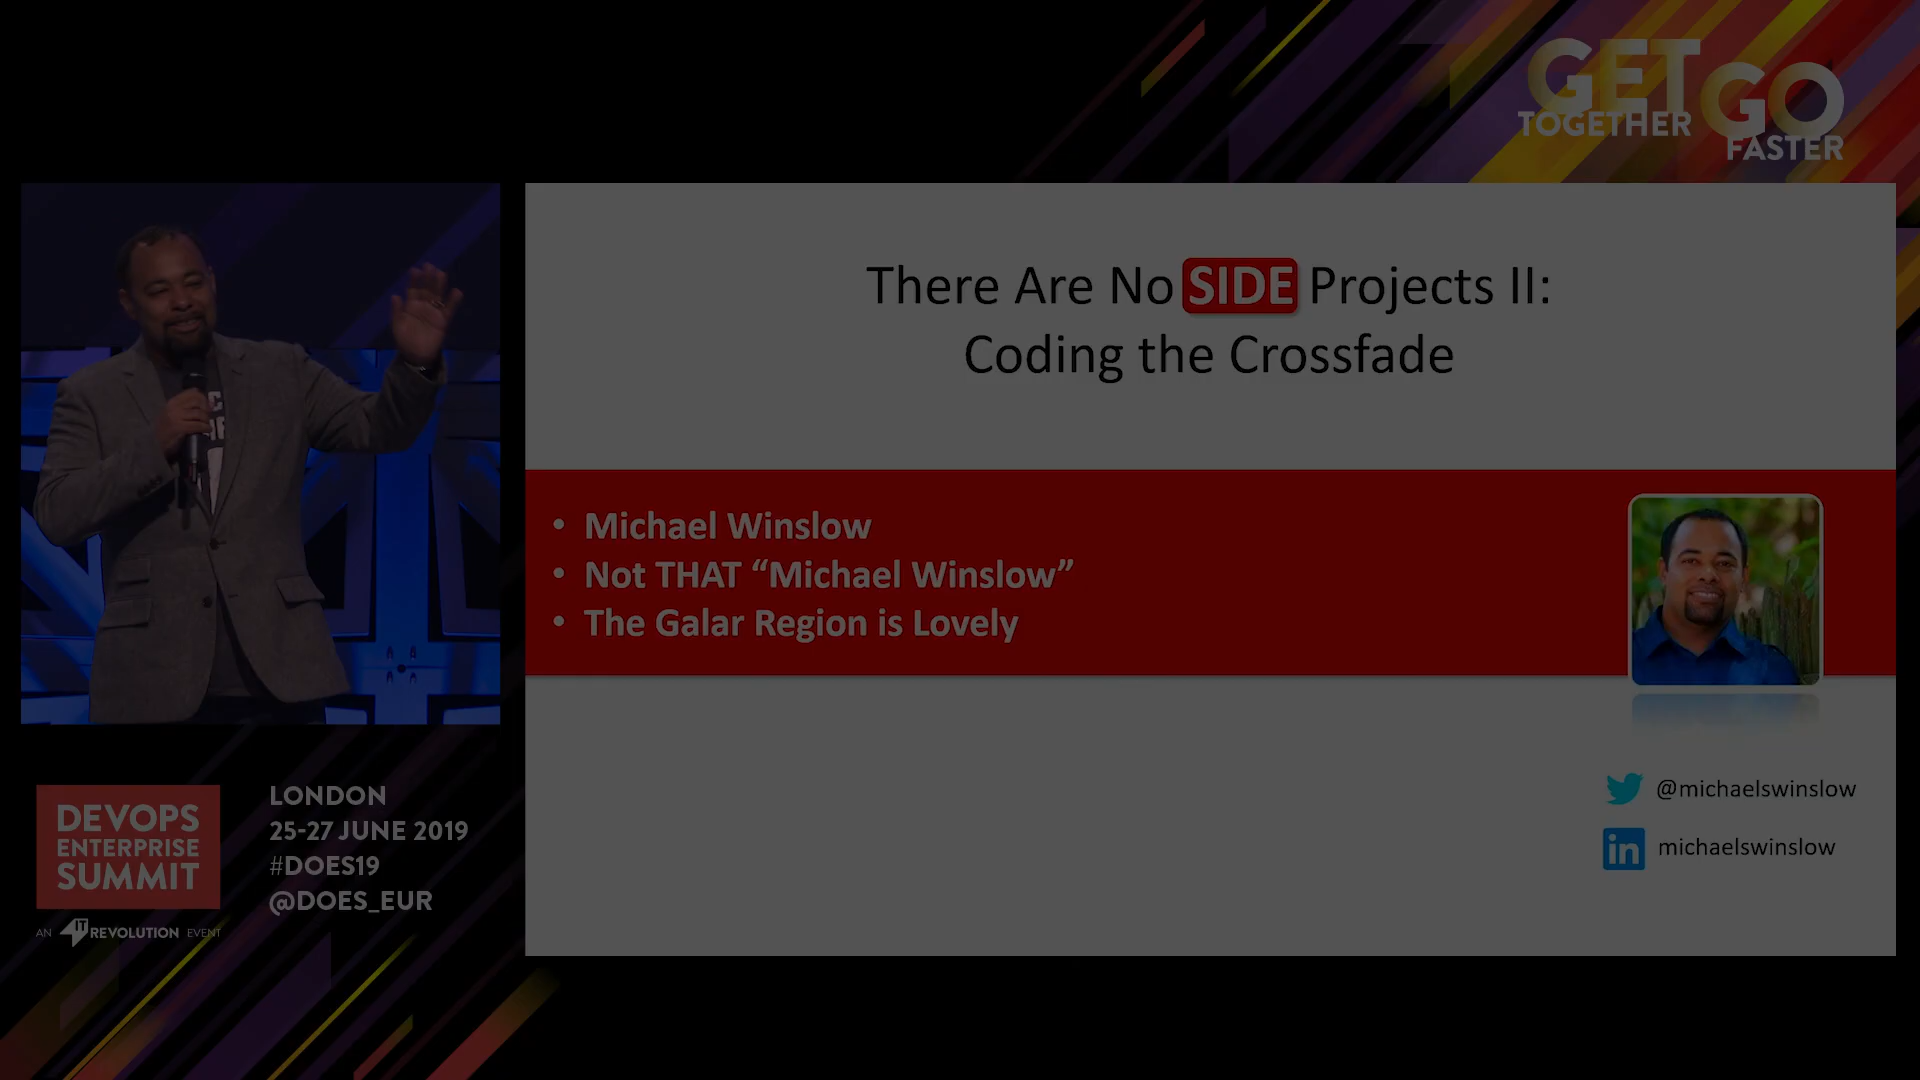 GET
TOGETHER
GO
FASTER
There Are No SIDE Projects II:
Coding the Crossfade
• Michael Winslow
• Not THAT “Michael Winslow”
• The Galar Region is Lovely
@michaelswinslow
in michaelswinslow
DEVOPS
ENTERPRISE
SUMMIT
AN IT REVOLUTION EVENT
LONDON
25-27 JUNE 2019
#DOES19
@DOES_EUR